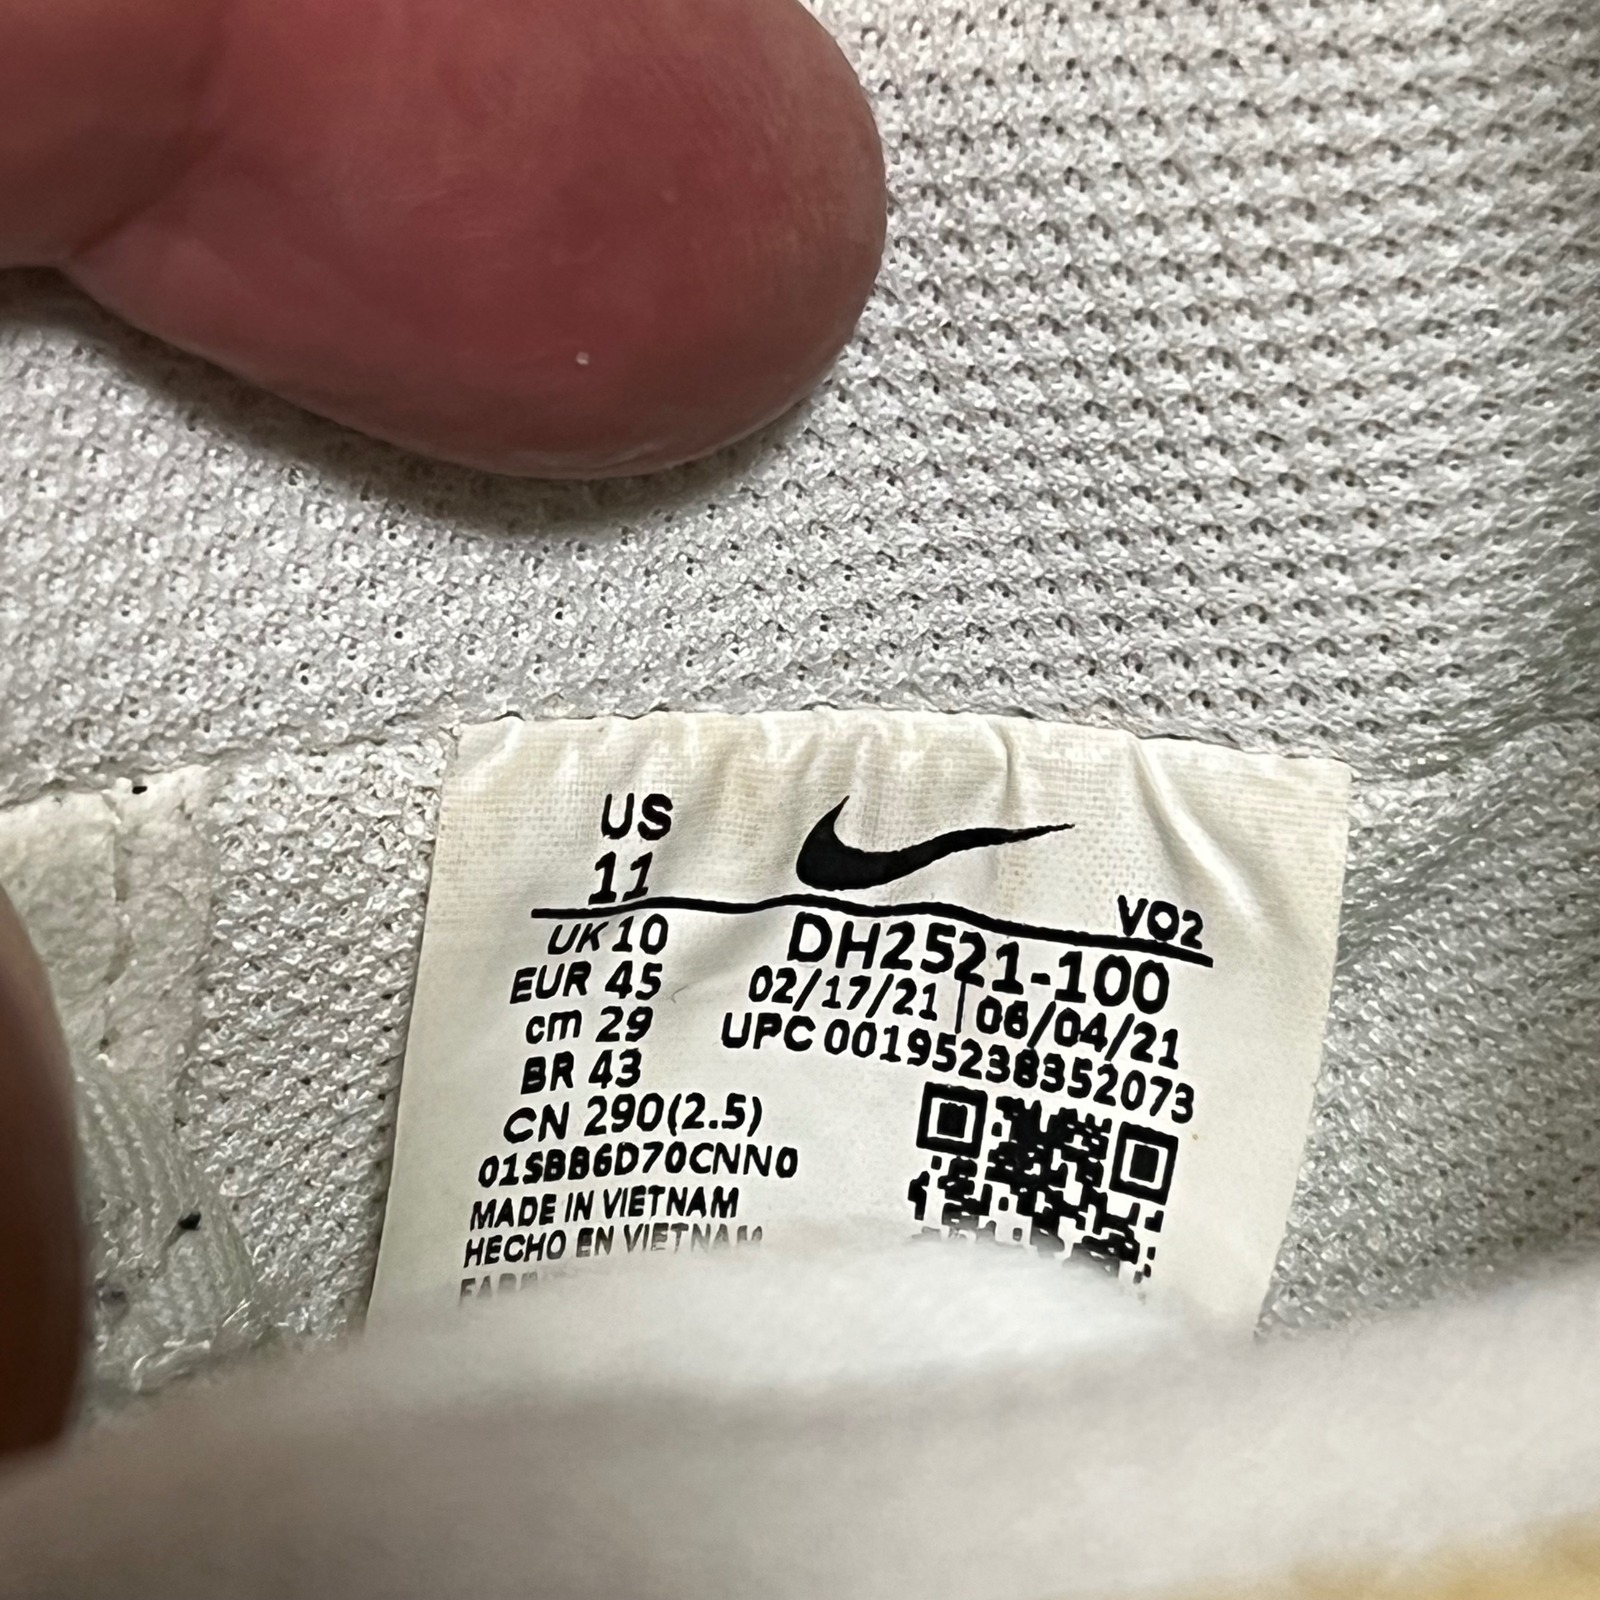 US
11
VO2
UK 10
DH2521-100
EUR 45
02/17/21 | 06/04/21
cm 29
UPC 00195238352073
BR 43
CN 290(2.5)
01SBB6D70CNN0
MADE IN VIETNAM
HECHO EN VIETNAM